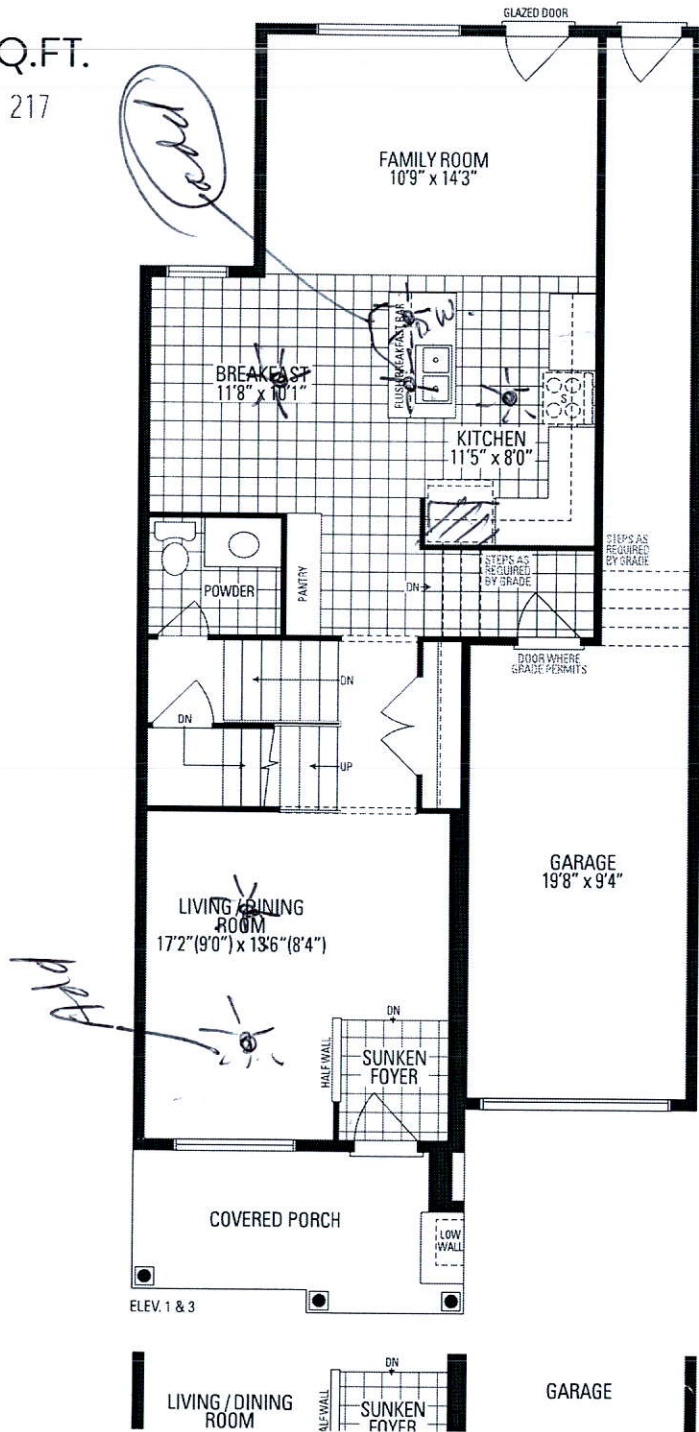 GLAZED DOOR
Q.FT.
217
add
FAMILY ROOM
10'9" x 14'3"
FLUSH BREAKFAST BAR
D.W.
BREAKFAST
11'8" x 10'1"
S
KITCHEN
11'5" x 8'0"
STEPS AS
REQUIRED
BY GRADE
STEPS AS
REQUIRED
BY GRADE
DN
POWDER
PANTRY
DOOR WHERE
GRADE PERMITS
DN
DN
UP
GARAGE
19'8" x 9'4"
LIVING / DINING
ROOM
17'2"(9'0") x 13'6"(8'4")
Add
DN
HALF WALL
SUNKEN
FOYER
COVERED PORCH
LOW
WALL
ELEV. 1 & 3
DN
LIVING / DINING
ROOM
HALF WALL
SUNKEN
FOYER
GARAGE